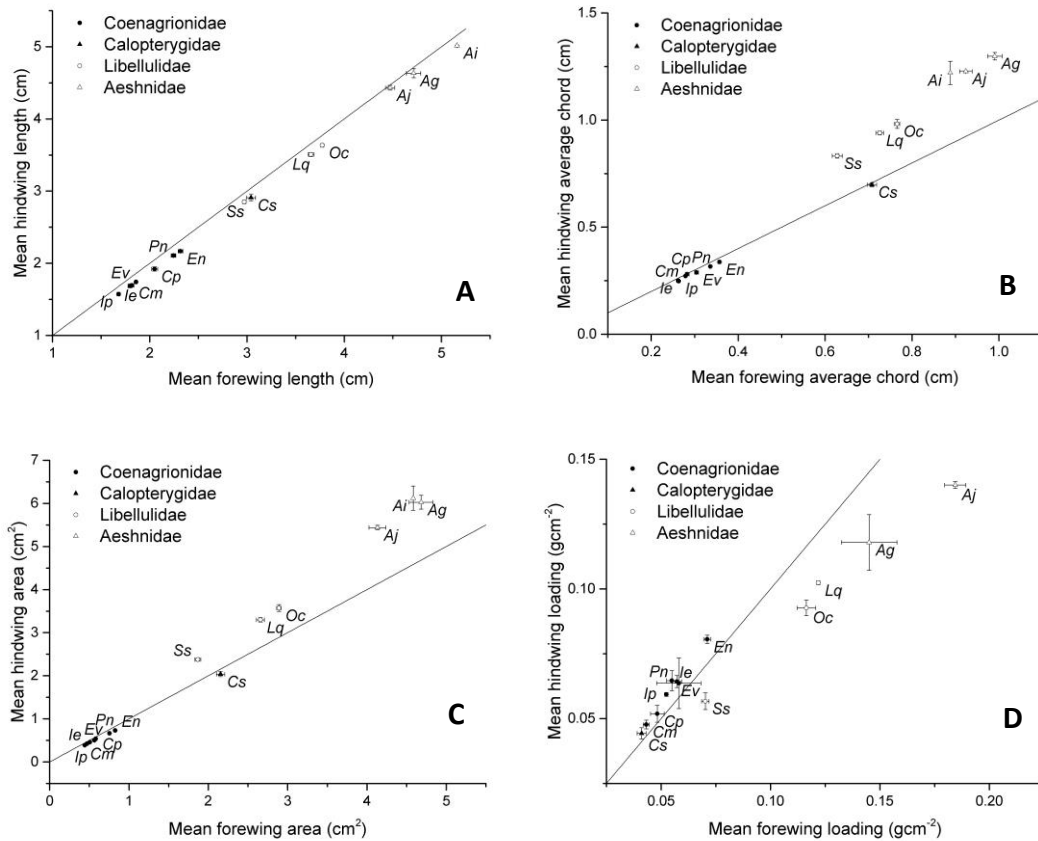 Coenagrionidae
Calopterygidae
Libellulidae
Aeshnidae
5
4
3
2
1
1
2
3
4
5
Mean hindwing length (cm)
Mean forewing length (cm)
Ai
Ag
Aj
Oc
Lq
Ss
Cs
Pn
En
Ev
Cp
Ip
Ie
Cm
A
Coenagrionidae
Calopterygidae
Libellulidae
Aeshnidae
1.5
1.0
0.5
0.0
0.2
0.4
0.6
0.8
1.0
Mean hindwing average chord (cm)
Mean forewing average chord (cm)
Ai
Aj
Ag
Lq
Oc
Ss
Cs
Cp
Pn
Cm
En
Ie
Ip
Ev
B
Coenagrionidae
Calopterygidae
Libellulidae
Aeshnidae
7
6
5
4
3
2
1
0
0
1
2
3
4
5
Mean hindwing area (cm2)
Mean forewing area (cm2)
Ai
Ag
Aj
Oc
Lq
Ss
Cs
Pn
En
Ie
Ev
Cp
Ip
Cm
C
Coenagrionidae
Calopterygidae
Libellulidae
Aeshnidae
0.15
0.10
0.05
0.05
0.10
0.15
0.20
Mean hindwing loading (gcm-2)
Mean forewing loading (gcm-2)
Aj
Ag
Lq
Oc
En
Pn
Ie
Ip
Ev
Ss
Cp
Cm
Cs
D